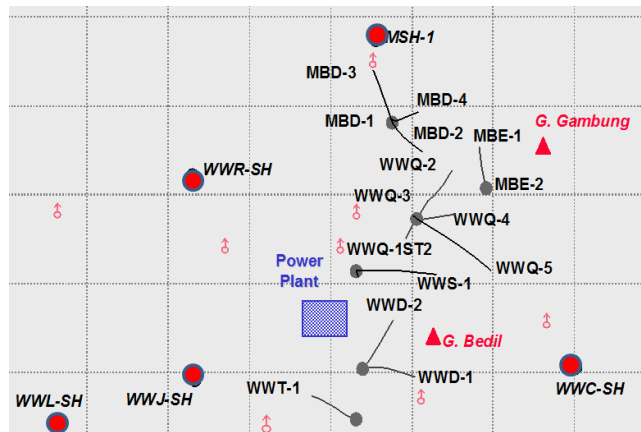 MSH-1
MBD-3
MBD-4
G. Gambung
MBD-1
MBD-2
MBE-1
WWQ-2
WWR-SH
MBE-2
WWQ-3
WWQ-4
WWQ-1ST2
Power
Plant
WWQ-5
WWS-1
WWD-2
G. Bedil
WWD-1
WWT-1
WWC-SH
WWJ-SH
WWL-SH